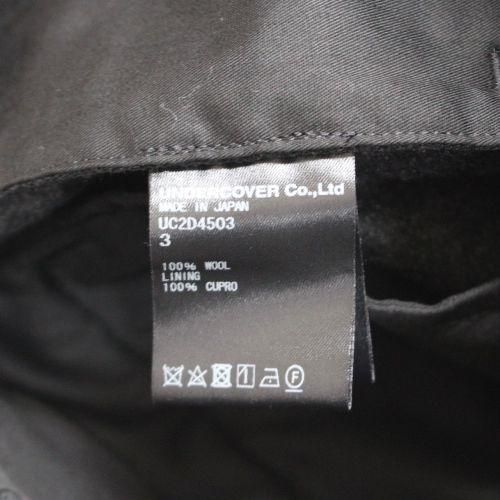 UNDERCOVER Co.,Ltd
MADE IN JAPAN
UC2D4503
3
100% WOOL
LINING
100% CUPRO
F